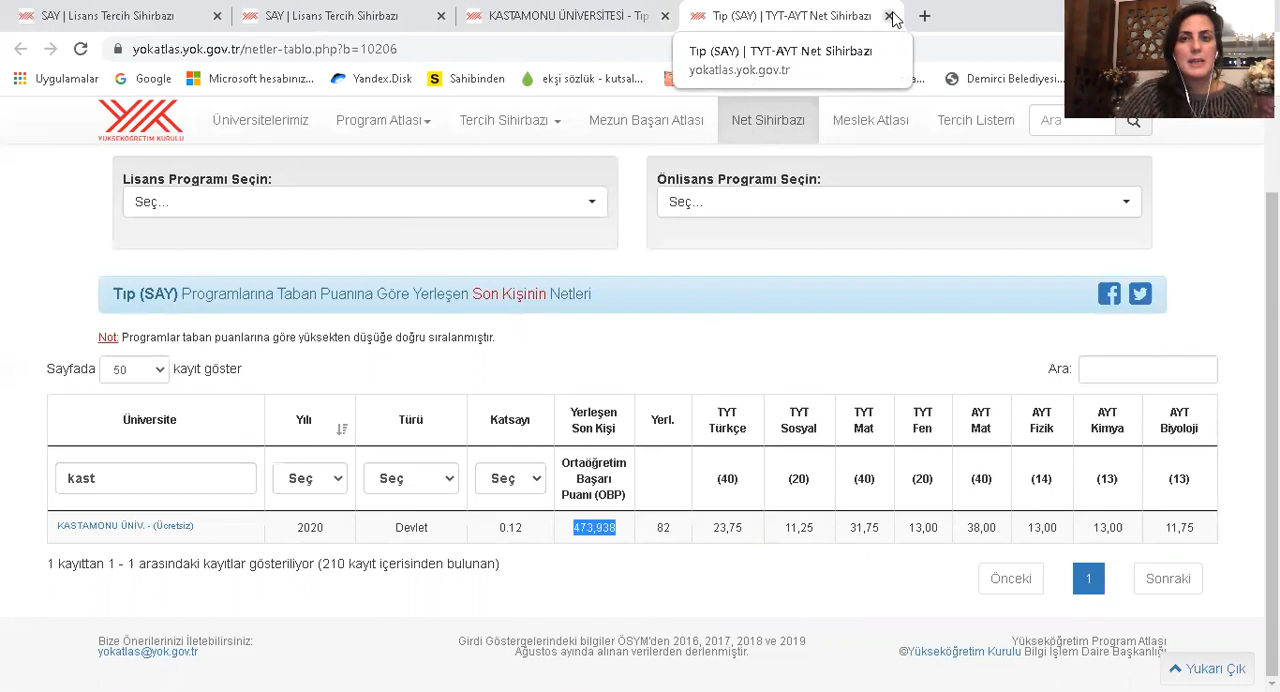 SAY | Lisans Tercih Sihirbazı
SAY | Lisans Tercih Sihirbazı
KASTAMONU ÜNİVERSİTESİ - Tıp
Tıp (SAY) | TYT-AYT Net Sihirbazı
yokatlas.yok.gov.tr/netler-tablo.php?b=10206
Tıp (SAY) | TYT-AYT Net Sihirbazı
yokatlas.yok.gov.tr
Uygulamalar
Google
Microsoft hesabınız...
Yandex.Disk
Sahibinden
ekşi sözlük - kutsal...
Demirci Belediyesi...
YÜKSEKÖĞRETİM KURULU
Üniversitelerimiz
Program Atlası
Tercih Sihirbazı
Mezun Başarı Atlası
Net Sihirbazı
Meslek Atlası
Tercih Listem
Ara
Lisans Programı Seçin:
Seç...
Önlisans Programı Seçin:
Seç...
Tıp (SAY) Programlarına Taban Puanına Göre Yerleşen Son Kişinin Netleri
Not: Programlar taban puanlarına göre yüksekten düşüğe doğru sıralanmıştır.
Sayfada 50 kayıt göster
Ara:
Üniversite Yılı Türü Katsayı Yerleşen Son Kişi Yerl. TYT Türkçe TYT Sosyal TYT Mat TYT Fen AYT Mat AYT Fizik AYT Kimya AYT Biyoloji
kast Seç Seç Seç Ortaöğretim Başarı Puanı (OBP) (40) (20) (40) (20) (40) (14) (13) (13)
KASTAMONU ÜNİV. - (Ücretsiz) 2020 Devlet 0.12 473,938 82 23,75 11,25 31,75 13,00 38,00 13,00 13,00 11,75
1 kayıttan 1 - 1 arasındaki kayıtlar gösteriliyor (210 kayıt içerisinden bulunan)
Önceki
1
Sonraki
Bize Önerilerinizi İletebilirsiniz:
yokatlas@yok.gov.tr
Girdi Göstergelerindeki bilgiler ÖSYM'den 2016, 2017, 2018 ve 2019
Ağustos ayında alınan verilerden derlenmiştir.
Yükseköğretim Program Atlası
©Yükseköğretim Kurulu Bilgi İşlem Daire Başkanlığı
Yukarı Çık